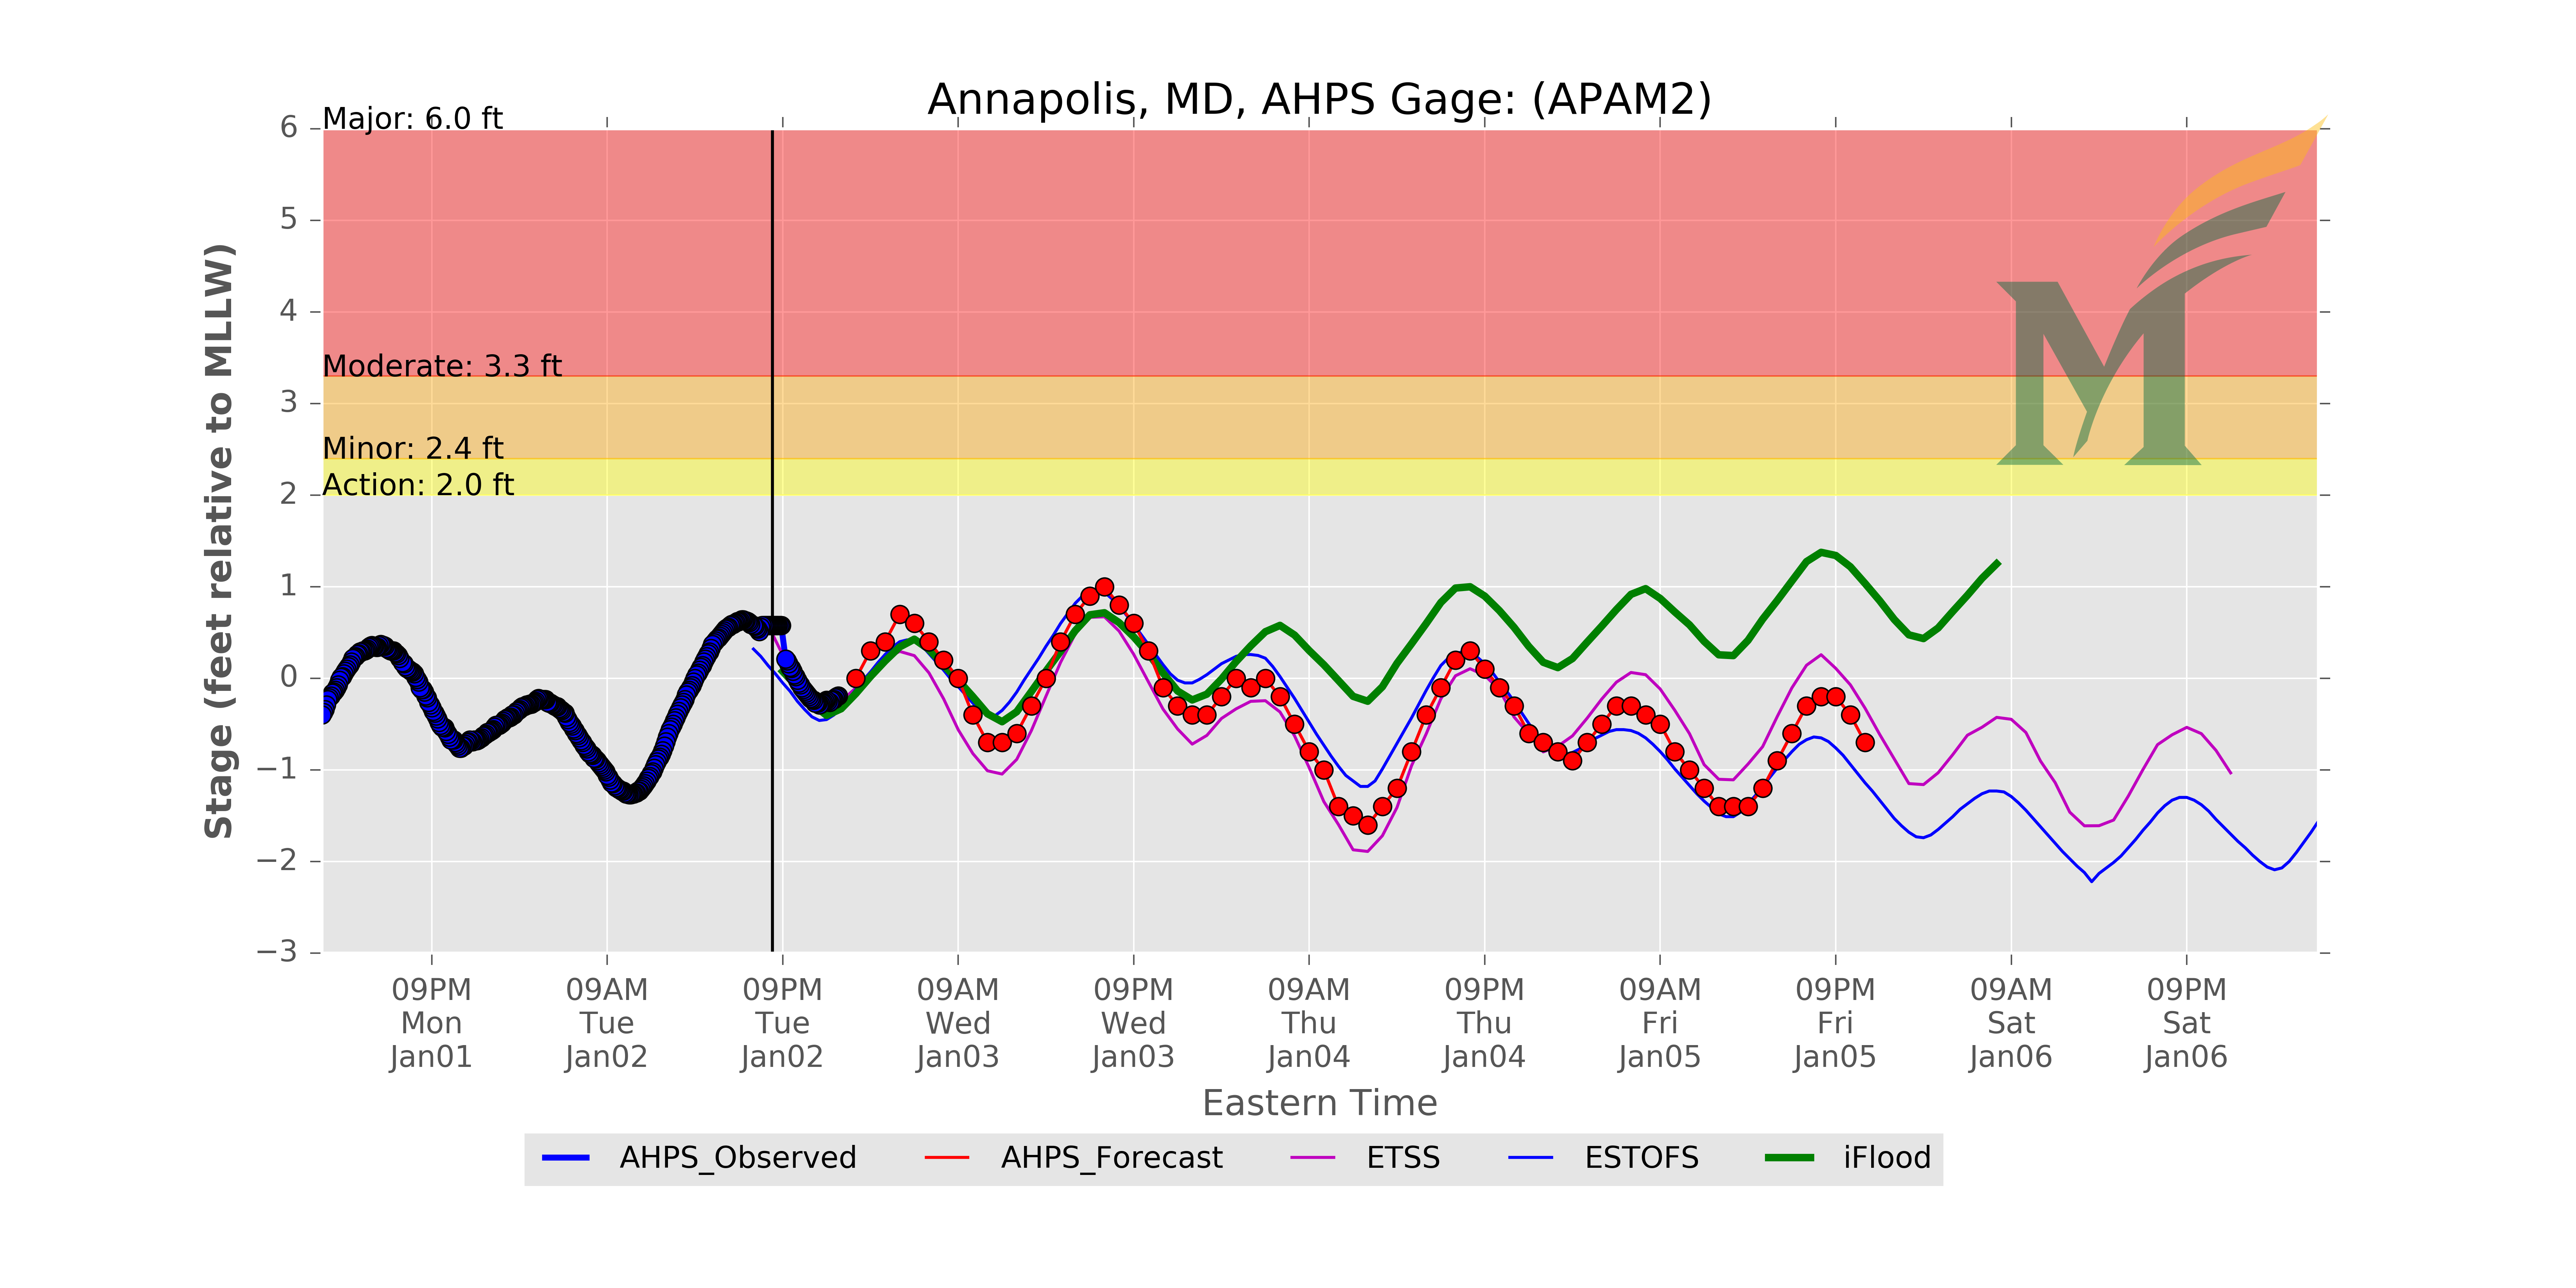 Annapolis, MD, AHPS Gage: (APAM2)
Major: 6.0 ft
Moderate: 3.3 ft
Minor: 2.4 ft
Action: 2.0 ft
Stage (feet relative to MLLW)
6
5
4
3
2
1
0
−1
−2
−3
09PM Mon Jan01
09AM Tue Jan02
09PM Tue Jan02
09AM Wed Jan03
09PM Wed Jan03
09AM Thu Jan04
09PM Thu Jan04
09AM Fri Jan05
09PM Fri Jan05
09AM Sat Jan06
09PM Sat Jan06
Eastern Time
AHPS_Observed AHPS_Forecast ETSS ESTOFS iFlood
M